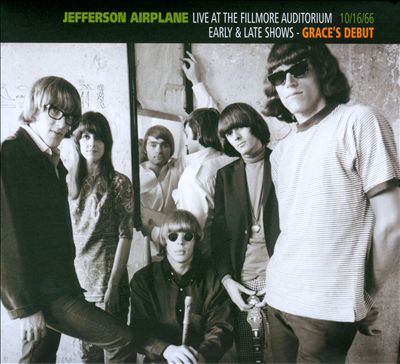 JEFFERSON AIRPLANE LIVE AT THE FILLMORE AUDITORIUM 10/16/66
EARLY & LATE SHOWS - GRACE'S DEBUT